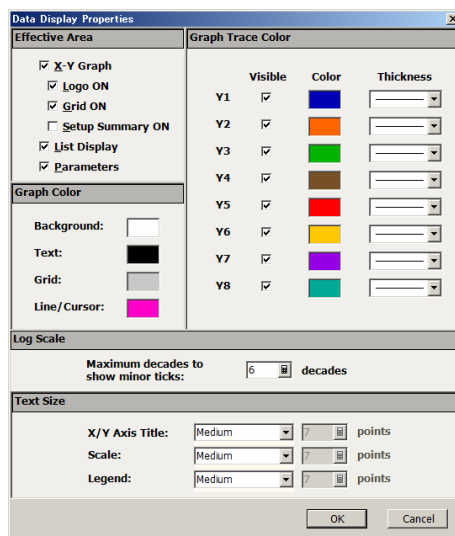 Data Display Properties
Effective Area
X-Y Graph
Logo ON
Grid ON
Setup Summary ON
List Display
Parameters
Graph Color
Background:
Text:
Grid:
Line/Cursor:
Graph Trace Color
Visible Color Thickness
Y1
Y2
Y3
Y4
Y5
Y6
Y7
Y8
Log Scale
Maximum decades to
show minor ticks: 6 decades
Text Size
X/Y Axis Title: Medium 7 points
Scale: Medium 7 points
Legend: Medium 7 points
OK Cancel